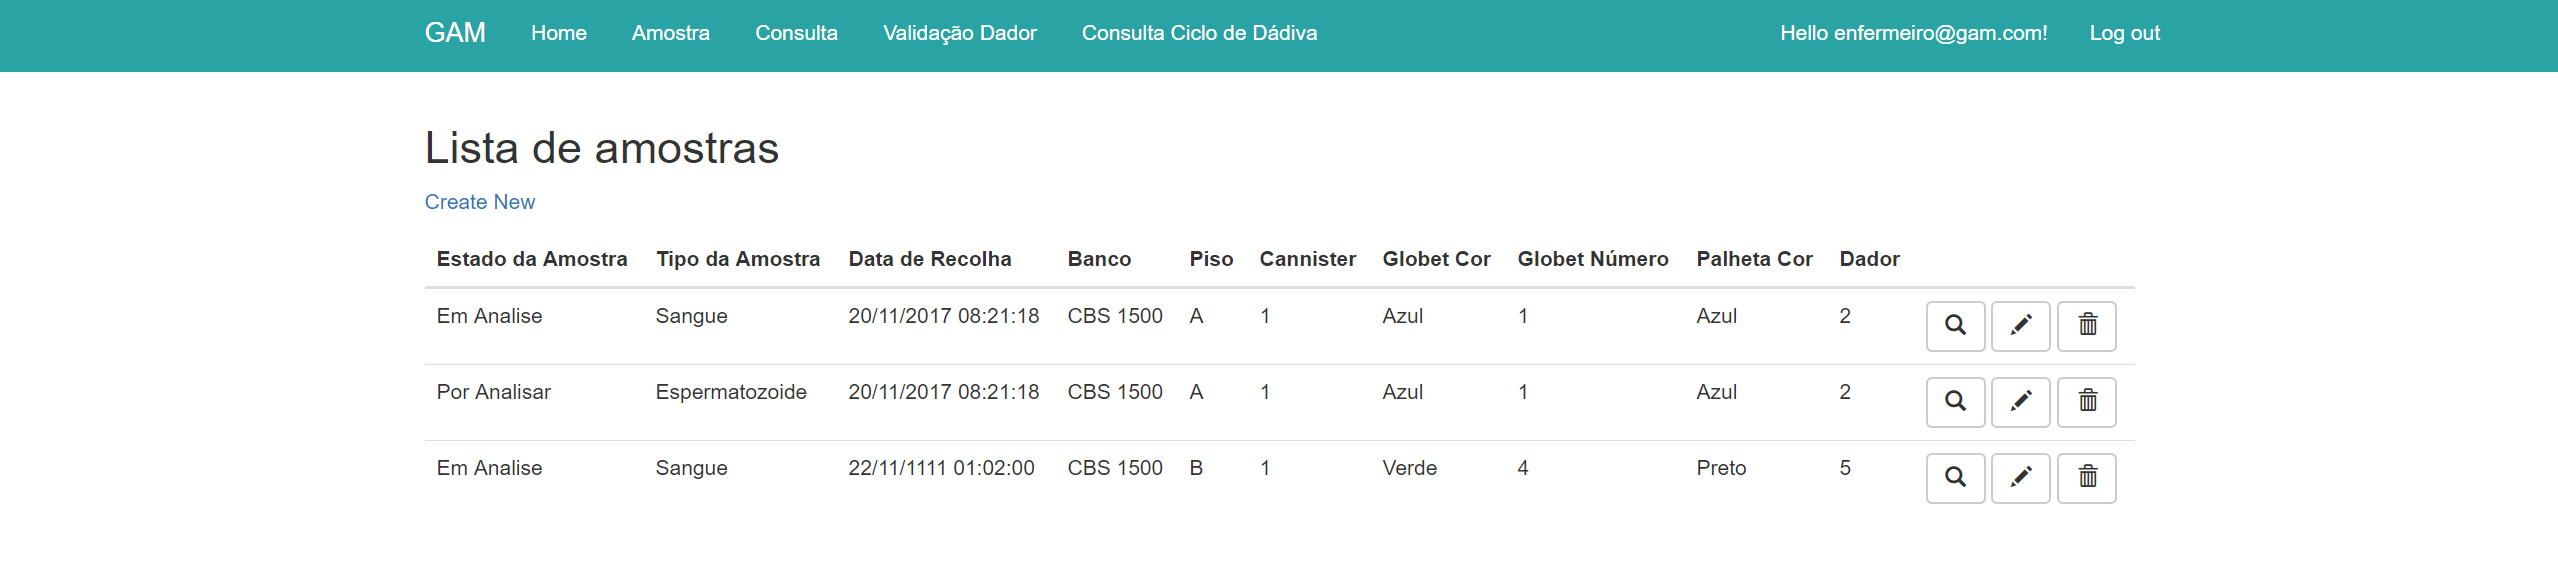 GAM Home Amostra Consulta Validação Dador Consulta Ciclo de Dádiva Hello enfermeiro@gam.com! Log out
Lista de amostras
Create New
Estado da Amostra Tipo da Amostra Data de Recolha Banco Piso Cannister Globet Cor Globet Número Palheta Cor Dador
Em Analise Sangue 20/11/2017 08:21:18 CBS 1500 A 1 Azul 1 Azul 2
Por Analisar Espermatozoide 20/11/2017 08:21:18 CBS 1500 A 1 Azul 1 Azul 2
Em Analise Sangue 22/11/1111 01:02:00 CBS 1500 B 1 Verde 4 Preto 5